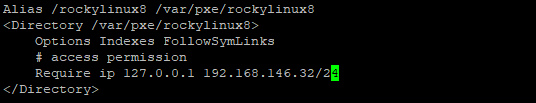 Alias /rockylinux8 /var/pxe/rockylinux8
<Directory /var/pxe/rockylinux8>
    Options Indexes FollowSymLinks
    # access permission
    Require ip 127.0.0.1 192.168.146.32/24
</Directory>